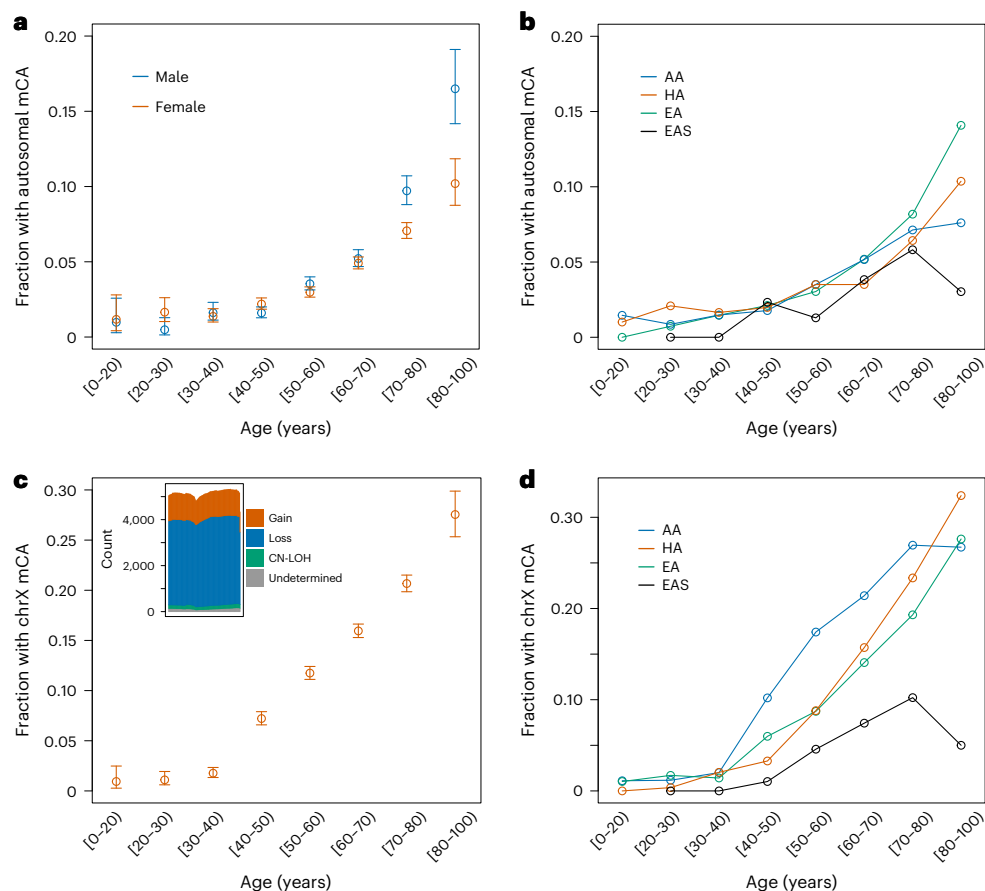 a
Fraction with autosomal mCA
0.20
0.15
0.10
0.05
0
Male
Female
[0–20)
[20–30)
[30–40)
[40–50)
[50–60)
[60–70)
[70–80)
[80–100)
Age (years)
b
Fraction with autosomal mCA
0.20
0.15
0.10
0.05
0
AA
HA
EA
EAS
[0–20)
[20–30)
[30–40)
[40–50)
[50–60)
[60–70)
[70–80)
[80–100)
Age (years)
c
Fraction with chrX mCA
0.30
0.25
0.20
0.15
0.10
0.05
0
Count
4,000
2,000
0
Gain
Loss
CN-LOH
Undetermined
[0–20)
[20–30)
[30–40)
[40–50)
[50–60)
[60–70)
[70–80)
[80–100)
Age (years)
d
Fraction with chrX mCA
0.30
0.20
0.10
0
AA
HA
EA
EAS
[0–20)
[20–30)
[30–40)
[40–50)
[50–60)
[60–70)
[70–80)
[80–100)
Age (years)